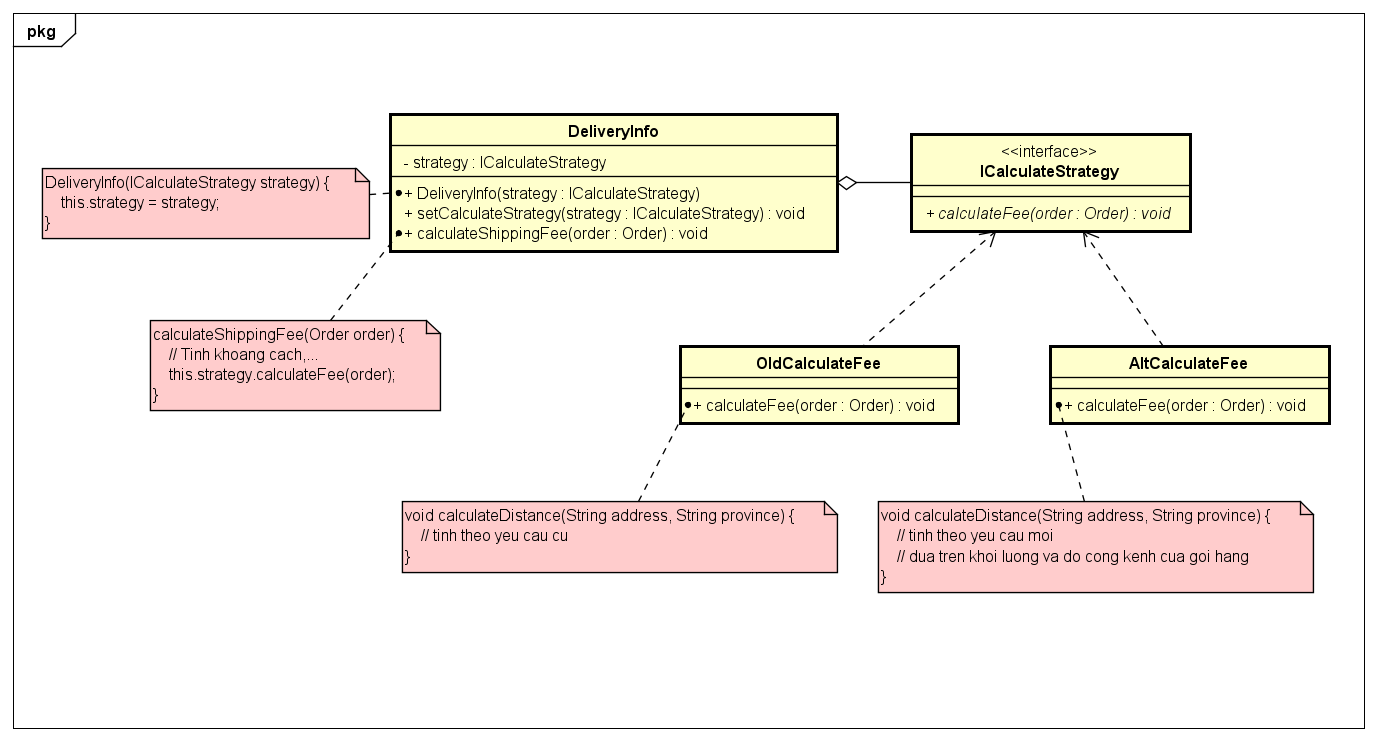 pkg
DeliveryInfo
- strategy : ICalculateStrategy
+ DeliveryInfo(strategy : ICalculateStrategy)
+ setCalculateStrategy(strategy : ICalculateStrategy) : void
+ calculateShippingFee(order : Order) : void
<<interface>>
ICalculateStrategy
+ calculateFee(order : Order) : void
DeliveryInfo(ICalculateStrategy strategy) {
this.strategy = strategy;
}
calculateShippingFee(Order order) {
// Tinh khoang cach,...
this.strategy.calculateFee(order);
}
OldCalculateFee
+ calculateFee(order : Order) : void
AltCalculateFee
+ calculateFee(order : Order) : void
void calculateDistance(String address, String province) {
// tinh theo yeu cau cu
}
void calculateDistance(String address, String province) {
// tinh theo yeu cau moi
// dua tren khoi luong va do cong kenh cua goi hang
}